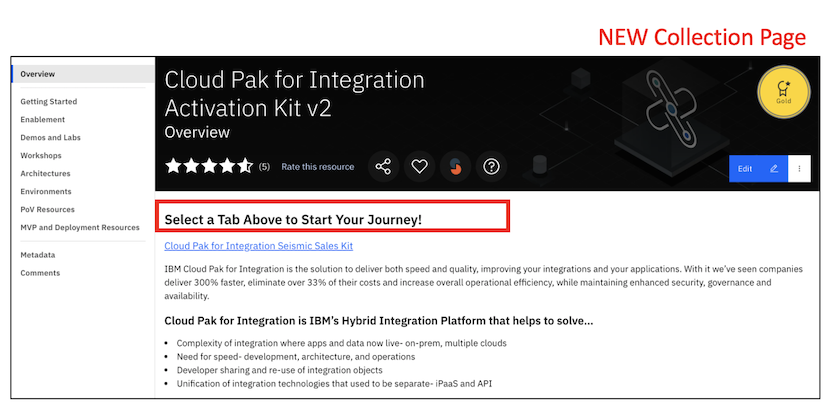 NEW Collection Page
Overview
Getting Started
Enablement
Demos and Labs
Workshops
Architectures
Environments
PoV Resources
MVP and Deployment Resources
Metadata
Comments
Cloud Pak for Integration
Activation Kit v2
Overview
(5) Rate this resource
Gold
Edit
Select a Tab Above to Start Your Journey!
Cloud Pak for Integration Seismic Sales Kit
IBM Cloud Pak for Integration is the solution to deliver both speed and quality, improving your integrations and your applications. With it we've seen companies
deliver 300% faster, eliminate over 33% of their costs and increase overall operational efficiency, while maintaining enhanced security, governance and
availability.
Cloud Pak for Integration is IBM's Hybrid Integration Platform that helps to solve...
• Complexity of integration where apps and data now live- on-prem, multiple clouds
• Need for speed- development, architecture, and operations
• Developer sharing and re-use of integration objects
• Unification of integration technologies that used to be separate- iPaaS and API